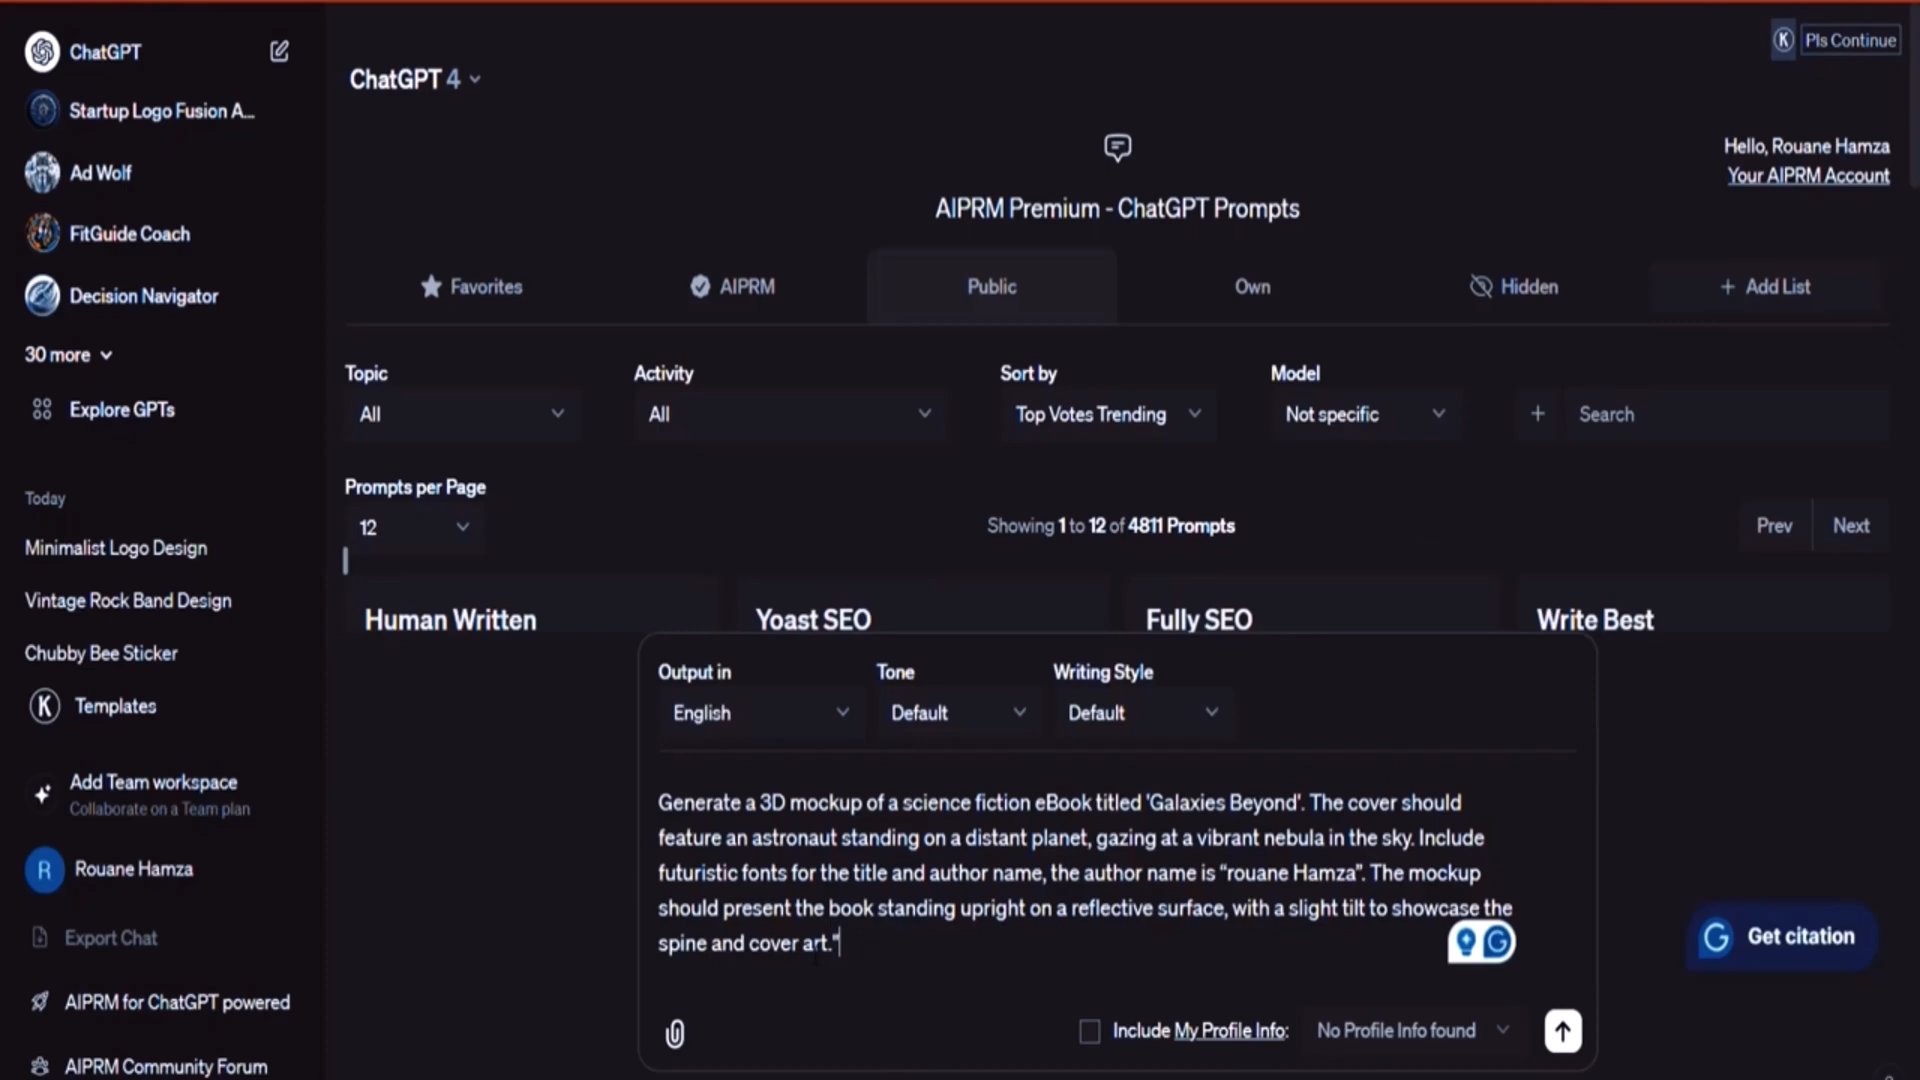 ChatGPT
Startup Logo Fusion A...
Ad Wolf
FitGuide Coach
Decision Navigator
30 more
Explore GPTs
Today
Minimalist Logo Design
Vintage Rock Band Design
Chubby Bee Sticker
K Templates
Add Team workspace
Collaborate on a Team plan
R Rouane Hamza
Export Chat
AIPRM for ChatGPT powered
AIPRM Community Forum
ChatGPT 4
K Pls Continue
Hello, Rouane Hamza
Your AIPRM Account
AIPRM Premium - ChatGPT Prompts
Favorites AIPRM Public Own Hidden + Add List
Topic Activity Sort by Model
All All Top Votes Trending Not specific + Search
Prompts per Page
12 Showing 1 to 12 of 4811 Prompts Prev Next
Human Written Yoast SEO Fully SEO Write Best
Output in Tone Writing Style
English Default Default
Generate a 3D mockup of a science fiction eBook titled 'Galaxies Beyond'. The cover should
feature an astronaut standing on a distant planet, gazing at a vibrant nebula in the sky. Include
futuristic fonts for the title and author name, the author name is “rouane Hamza”. The mockup
should present the book standing upright on a reflective surface, with a slight tilt to showcase the
spine and cover art."
G Get citation
Include My Profile Info: No Profile Info found